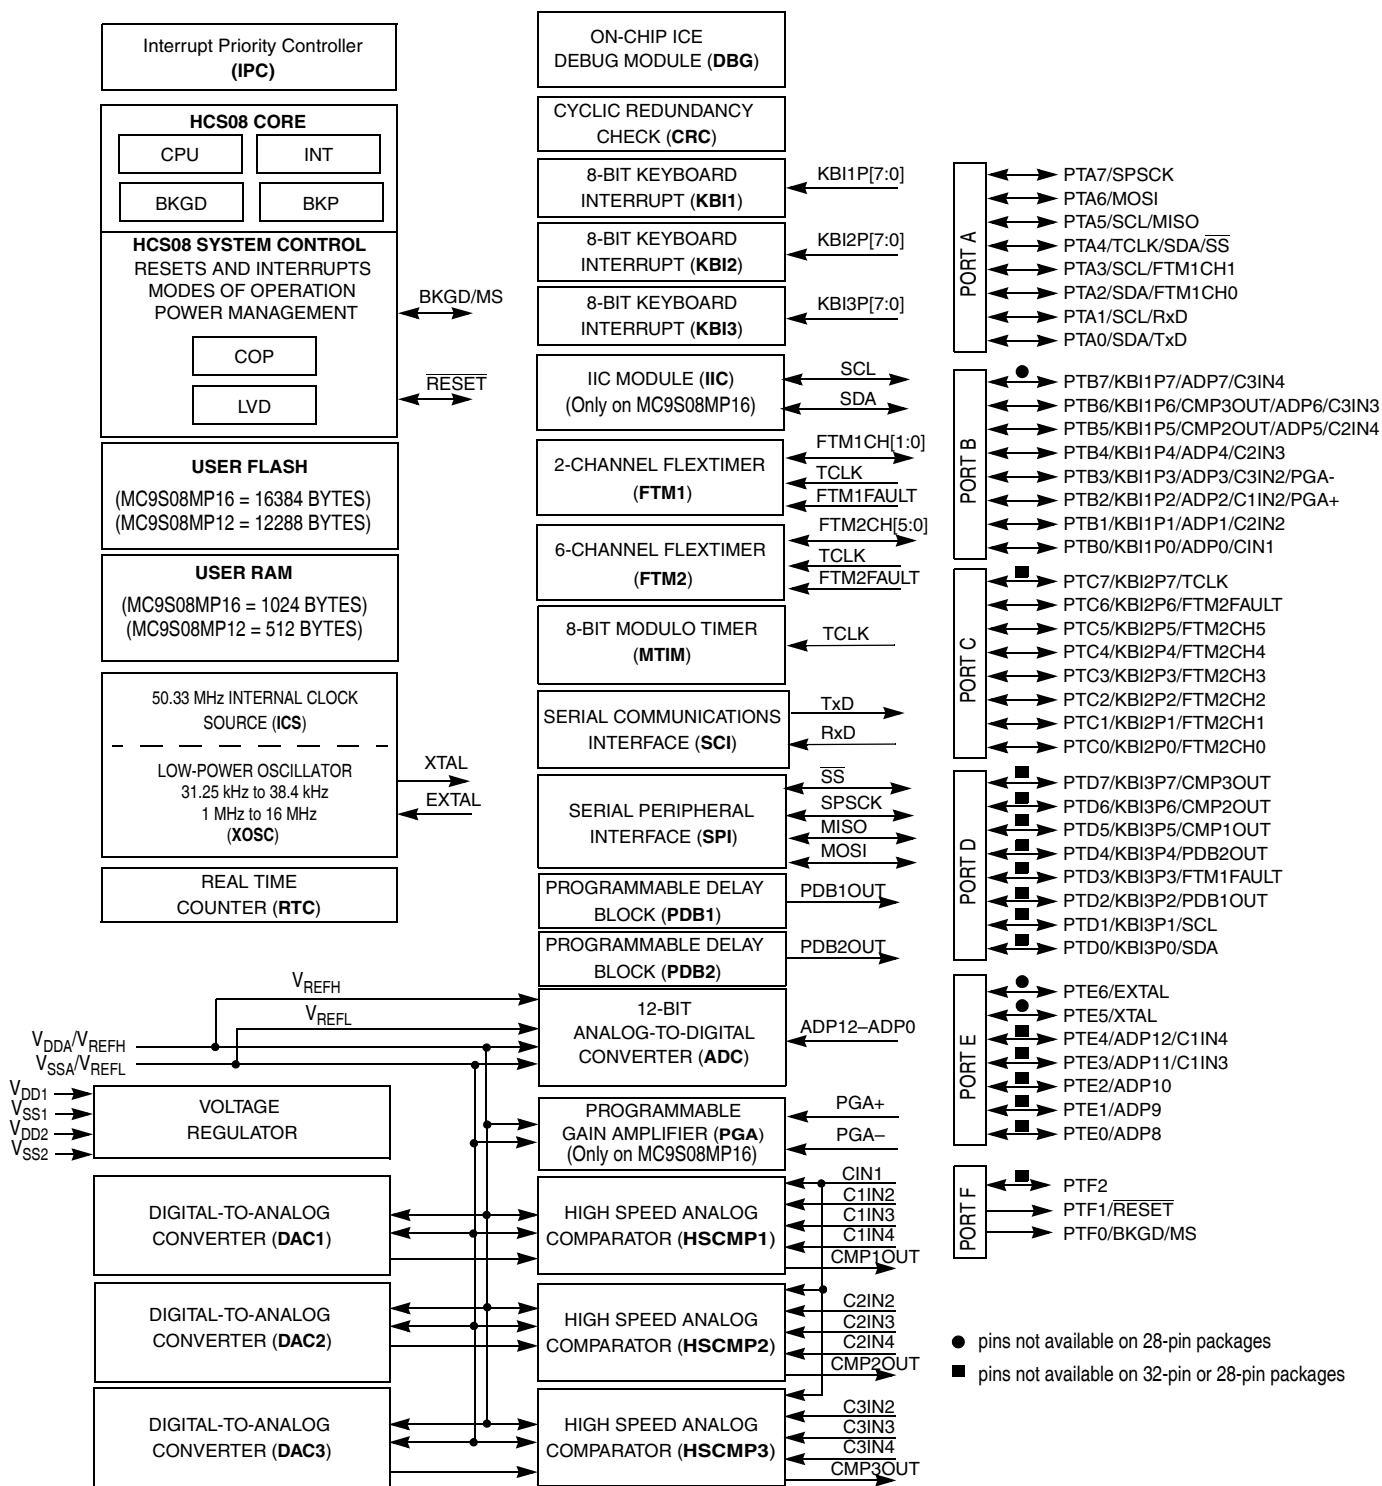 Interrupt Priority Controller
(IPC)
HCS08 CORE
CPU
INT
BKGD
BKP
HCS08 SYSTEM CONTROL
RESETS AND INTERRUPTS
MODES OF OPERATION
POWER MANAGEMENT
COP
LVD
BKGD/MS
RESET
USER FLASH
(MC9S08MP16 = 16384 BYTES)
(MC9S08MP12 = 12288 BYTES)
USER RAM
(MC9S08MP16 = 1024 BYTES)
(MC9S08MP12 = 512 BYTES)
50.33 MHz INTERNAL CLOCK
SOURCE (ICS)
LOW-POWER OSCILLATOR
31.25 kHz to 38.4 kHz
1 MHz to 16 MHz
(XOSC)
XTAL
EXTAL
REAL TIME
COUNTER (RTC)
VREFH
VREFL
VDDA/VREFH
VSSA/VREFL
VDD1
VSS1
VDD2
VSS2
VOLTAGE
REGULATOR
DIGITAL-TO-ANALOG
CONVERTER (DAC1)
DIGITAL-TO-ANALOG
CONVERTER (DAC2)
DIGITAL-TO-ANALOG
CONVERTER (DAC3)
ON-CHIP ICE
DEBUG MODULE (DBG)
CYCLIC REDUNDANCY
CHECK (CRC)
8-BIT KEYBOARD
INTERRUPT (KBI1)
KBI1P[7:0]
8-BIT KEYBOARD
INTERRUPT (KBI2)
KBI2P[7:0]
8-BIT KEYBOARD
INTERRUPT (KBI3)
KBI3P[7:0]
IIC MODULE (IIC)
(Only on MC9S08MP16)
SCL
SDA
2-CHANNEL FLEXTIMER
(FTM1)
FTM1CH[1:0]
TCLK
FTM1FAULT
6-CHANNEL FLEXTIMER
(FTM2)
FTM2CH[5:0]
TCLK
FTM2FAULT
8-BIT MODULO TIMER
(MTIM)
TCLK
SERIAL COMMUNICATIONS
INTERFACE (SCI)
TxD
RxD
SERIAL PERIPHERAL
INTERFACE (SPI)
SS
SPSCK
MISO
MOSI
PROGRAMMABLE DELAY
BLOCK (PDB1)
PDB1OUT
PROGRAMMABLE DELAY
BLOCK (PDB2)
PDB2OUT
12-BIT
ANALOG-TO-DIGITAL
CONVERTER (ADC)
ADP12–ADP0
PROGRAMMABLE
GAIN AMPLIFIER (PGA)
(Only on MC9S08MP16)
PGA+
PGA–
HIGH SPEED ANALOG
COMPARATOR (HSCMP1)
CIN1
C1IN2
C1IN3
C1IN4
CMP1OUT
HIGH SPEED ANALOG
COMPARATOR (HSCMP2)
C2IN2
C2IN3
C2IN4
CMP2OUT
HIGH SPEED ANALOG
COMPARATOR (HSCMP3)
C3IN2
C3IN3
C3IN4
CMP3OUT
PORT A
PTA7/SPSCK
PTA6/MOSI
PTA5/SCL/MISO
PTA4/TCLK/SDA/SS
PTA3/SCL/FTM1CH1
PTA2/SDA/FTM1CH0
PTA1/SCL/RxD
PTA0/SDA/TxD
PORT B
PTB7/KBI1P7/ADP7/C3IN4
PTB6/KBI1P6/CMP3OUT/ADP6/C3IN3
PTB5/KBI1P5/CMP2OUT/ADP5/C2IN4
PTB4/KBI1P4/ADP4/C2IN3
PTB3/KBI1P3/ADP3/C3IN2/PGA-
PTB2/KBI1P2/ADP2/C1IN2/PGA+
PTB1/KBI1P1/ADP1/C2IN2
PTB0/KBI1P0/ADP0/CIN1
PORT C
PTC7/KBI2P7/TCLK
PTC6/KBI2P6/FTM2FAULT
PTC5/KBI2P5/FTM2CH5
PTC4/KBI2P4/FTM2CH4
PTC3/KBI2P3/FTM2CH3
PTC2/KBI2P2/FTM2CH2
PTC1/KBI2P1/FTM2CH1
PTC0/KBI2P0/FTM2CH0
PORT D
PTD7/KBI3P7/CMP3OUT
PTD6/KBI3P6/CMP2OUT
PTD5/KBI3P5/CMP1OUT
PTD4/KBI3P4/PDB2OUT
PTD3/KBI3P3/FTM1FAULT
PTD2/KBI3P2/PDB1OUT
PTD1/KBI3P1/SCL
PTD0/KBI3P0/SDA
PORT E
PTE6/EXTAL
PTE5/XTAL
PTE4/ADP12/C1IN4
PTE3/ADP11/C1IN3
PTE2/ADP10
PTE1/ADP9
PTE0/ADP8
PORT F
PTF2
PTF1/RESET
PTF0/BKGD/MS
pins not available on 28-pin packages
pins not available on 32-pin or 28-pin packages